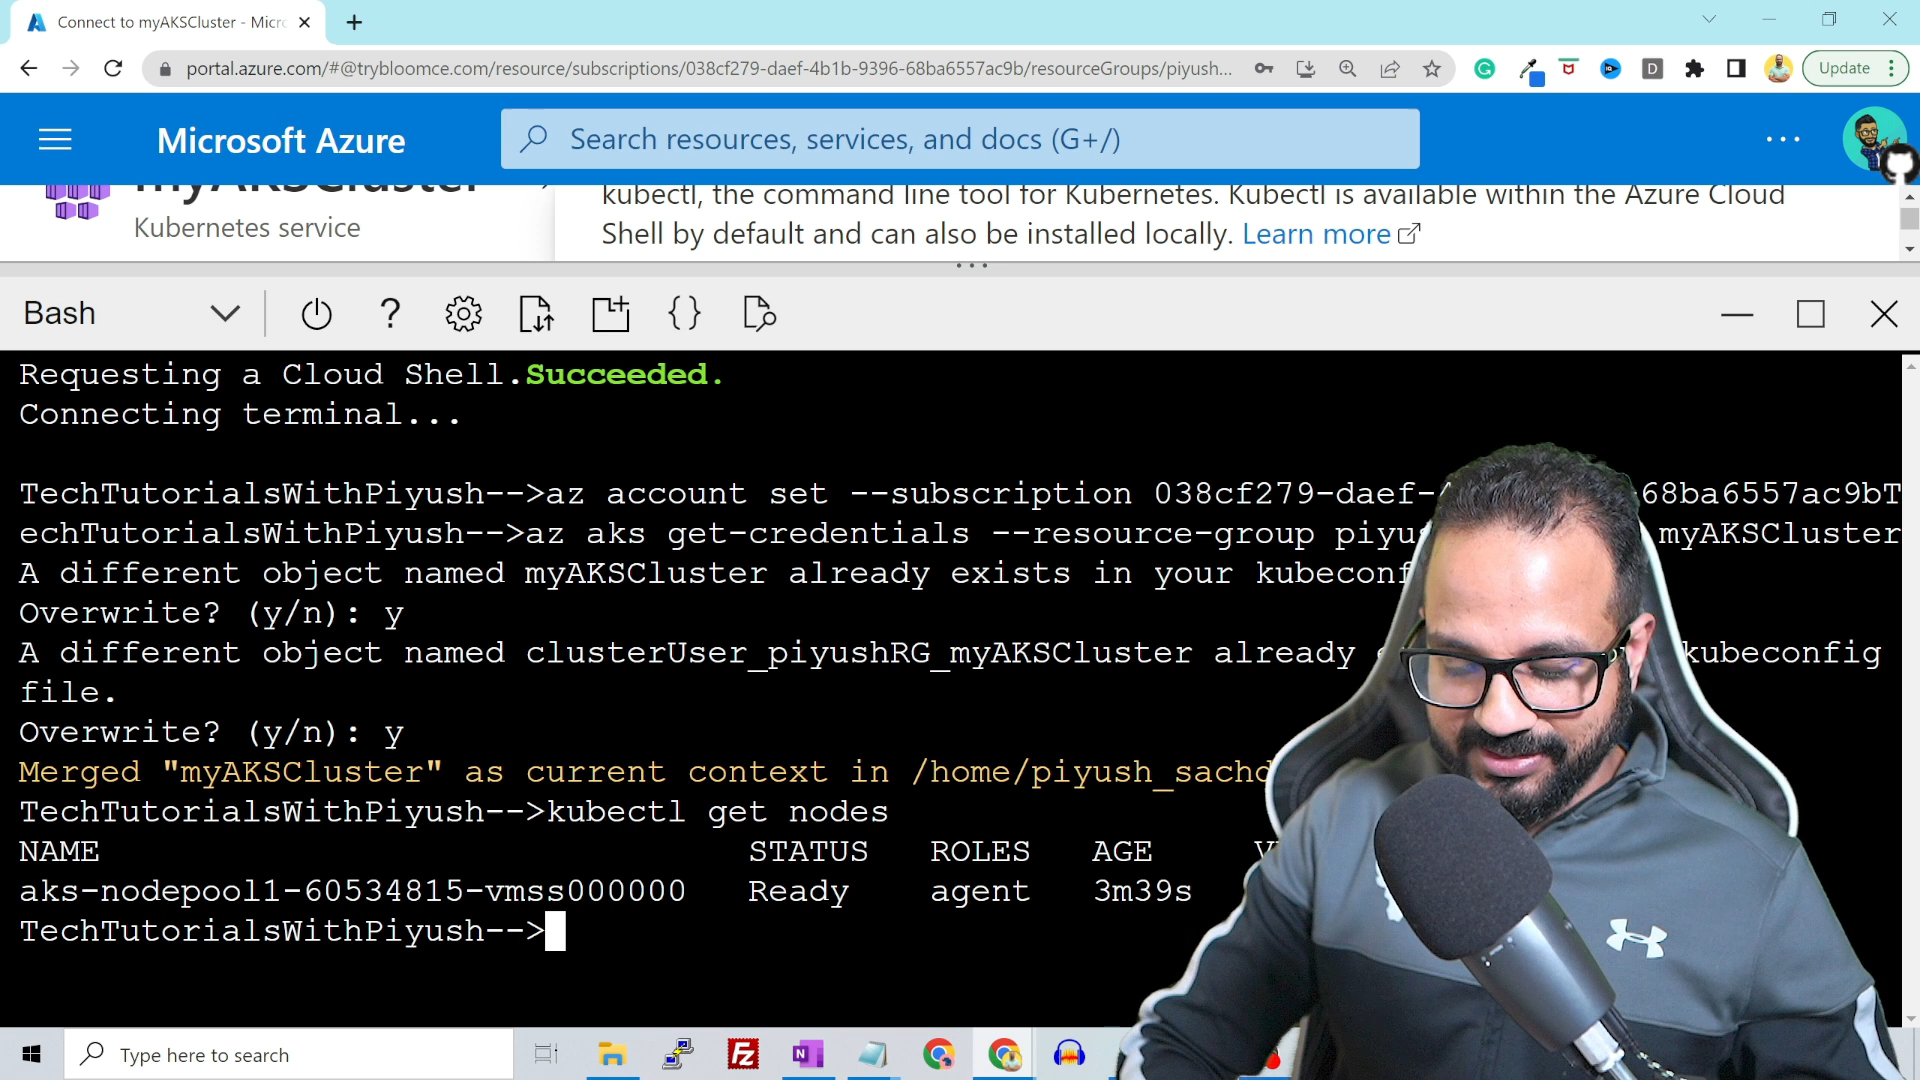 Connect to myAKSCluster - Micr
portal.azure.com/#@trybloomce.com/resource/subscriptions/038cf279-daef-4b1b-9396-68ba6557ac9b/resourceGroups/piyush...
D
Update
Microsoft Azure
Search resources, services, and docs (G+/)
myAKSCluster
Kubernetes service
kubectl, the command line tool for Kubernetes. Kubectl is available within the Azure Cloud
Shell by default and can also be installed locally. Learn more
Bash
Requesting a Cloud Shell.Succeeded.
Connecting terminal...
TechTutorialsWithPiyush-->az account set --subscription 038cf279-daef- 68ba6557ac9bT
echTutorialsWithPiyush-->az aks get-credentials --resource-group piyu myAKSCluster
A different object named myAKSCluster already exists in your kubeconf
Overwrite? (y/n): y
A different object named clusterUser_piyushRG_myAKSCluster already kubeconfig
file.
Overwrite? (y/n): y
Merged "myAKSCluster" as current context in /home/piyush_sachd
TechTutorialsWithPiyush-->kubectl get nodes
NAME STATUS ROLES AGE
aks-nodepool1-60534815-vmss000000 Ready agent 3m39s
TechTutorialsWithPiyush-->
Type here to search